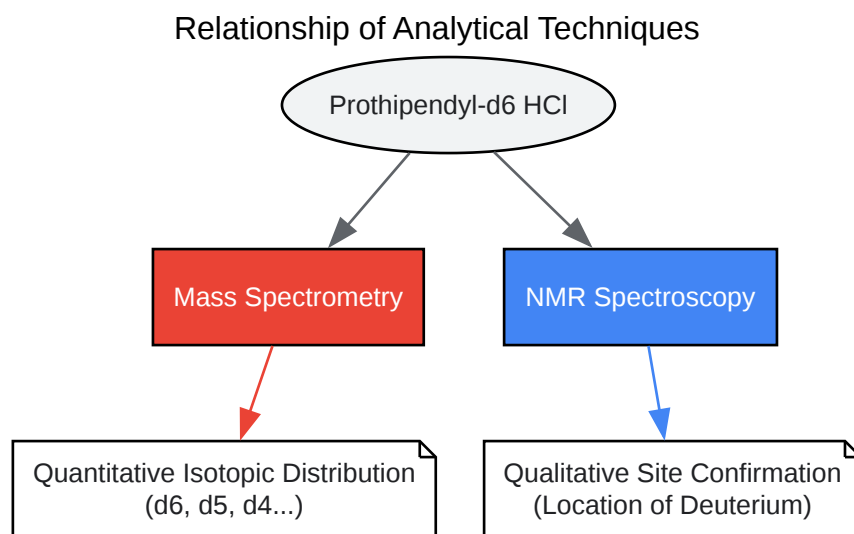 Relationship of Analytical Techniques
Prothipendyl-d6 HCl
Mass Spectrometry
NMR Spectroscopy
Quantitative Isotopic Distribution
(d6, d5, d4...)
Qualitative Site Confirmation
(Location of Deuterium)